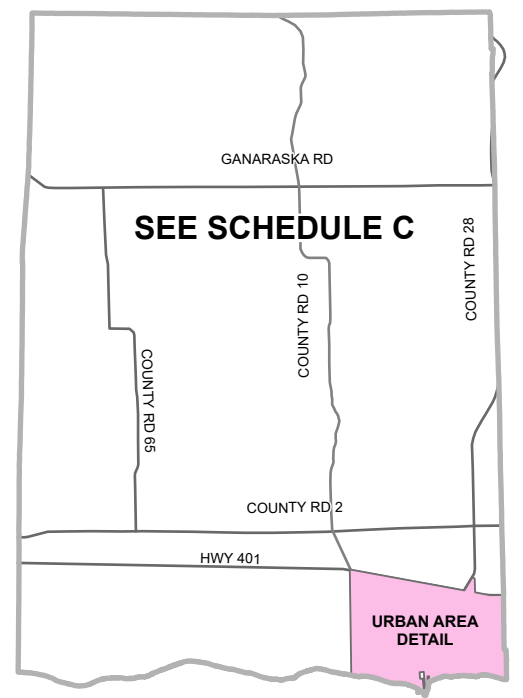 GANARASKA RD
SEE SCHEDULE C
COUNTY RD 28
COUNTY RD 10
COUNTY RD 65
COUNTY RD 2
HWY 401
URBAN AREA
DETAIL